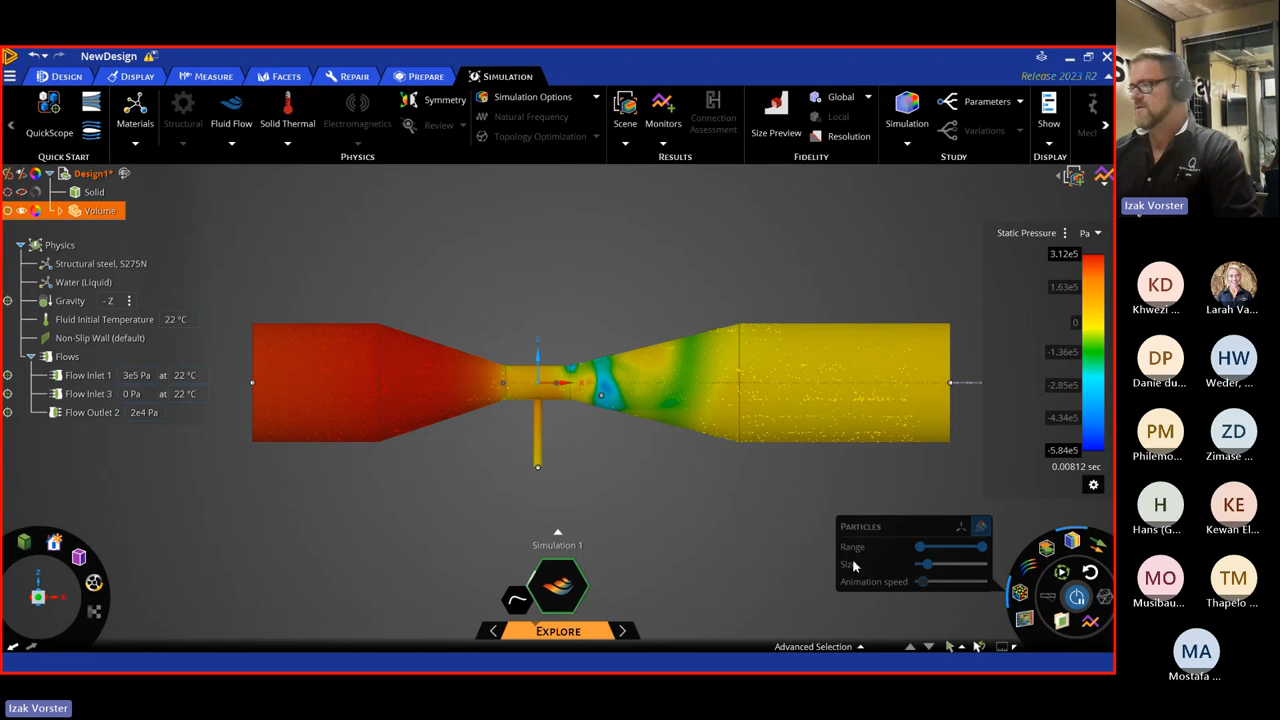 NewDesign
DESIGN DISPLAY MEASURE FACETS REPAIR PREPARE SIMULATION
Release 2023 R2
QuickScope
Materials
Structural
Fluid Flow
Solid Thermal
Electromagnetics
Symmetry
Review
Simulation Options
Natural Frequency
Topology Optimization
Scene
Monitors
Connection
Assessment
Size Preview
Global
Local
Resolution
Simulation
Parameters
Variations
Show
Mecl
QUICK START
PHYSICS
RESULTS
FIDELITY
STUDY
DISPLAY
Izak Vorster
Design1*
Solid
Volume
Physics
Structural steel, S275N
Water (Liquid)
Gravity - Z
Fluid Initial Temperature 22 °C
Non-Slip Wall (default)
Flows
Flow Inlet 1 3e5 Pa at 22 °C
Flow Inlet 3 0 Pa at 22 °C
Flow Outlet 2 2e4 Pa
Static Pressure Pa
3.12e5
1.63e5
0
-1.36e5
-2.85e5
-4.34e5
-5.84e5
0.00812 sec
Z
X
PARTICLES
Range
Siz
Animation speed
Simulation 1
EXPLORE
Z
X
Advanced Selection
KD
Khwezi ...
Larah Va...
DP
Danie du...
HW
Weder, ...
PM
Philemo...
ZD
Zimase ...
H
Hans (G...
KE
Kewan El...
MO
Musibau...
TM
Thapelo ...
MA
Mostafa ...
Izak Vorster